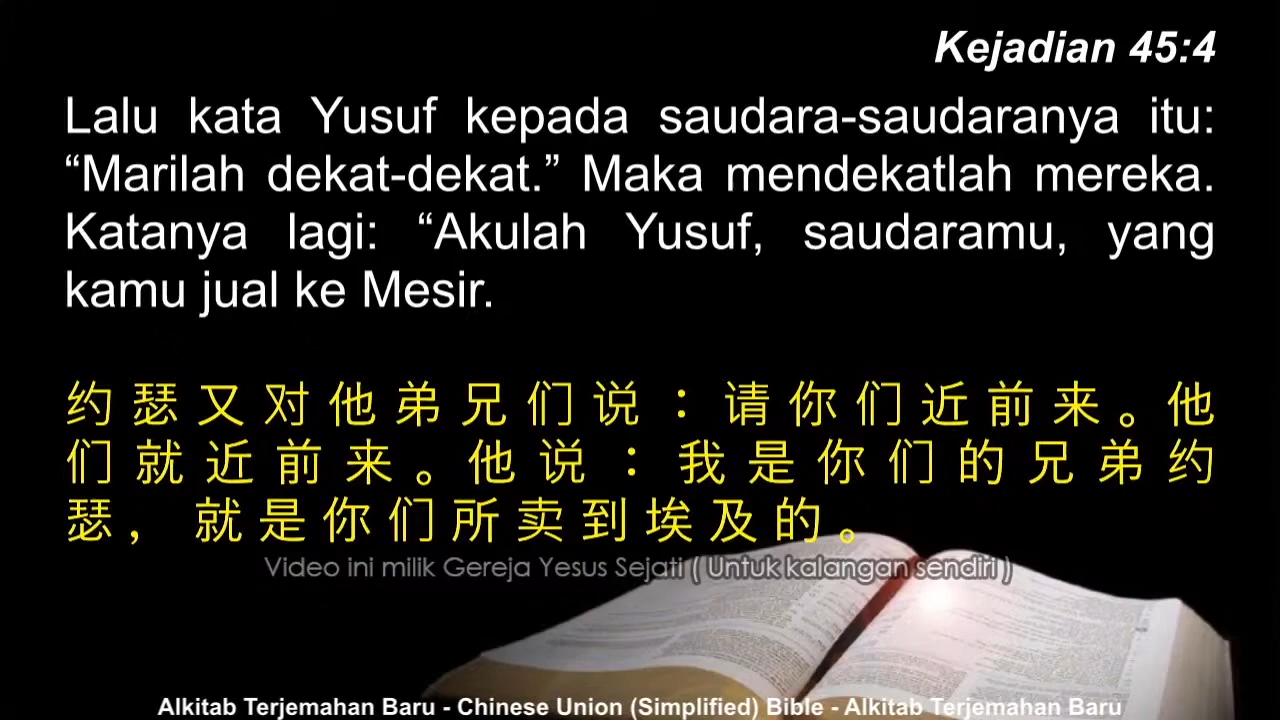 Kejadian 45:4
Lalu kata Yusuf kepada saudara-saudaranya itu:
“Marilah dekat-dekat.” Maka mendekatlah mereka.
Katanya lagi: “Akulah Yusuf, saudaramu, yang
kamu jual ke Mesir.
约瑟又对他弟兄们说：请你们近前来。他
们就近前来。他说：我是你们的兄弟约
瑟，就是你们所卖到埃及的。
Video ini milik Gereja Yesus Sejati ( Untuk kalangan sendiri )
Alkitab Terjemahan Baru - Chinese Union (Simplified) Bible - Alkitab Terjemahan Baru